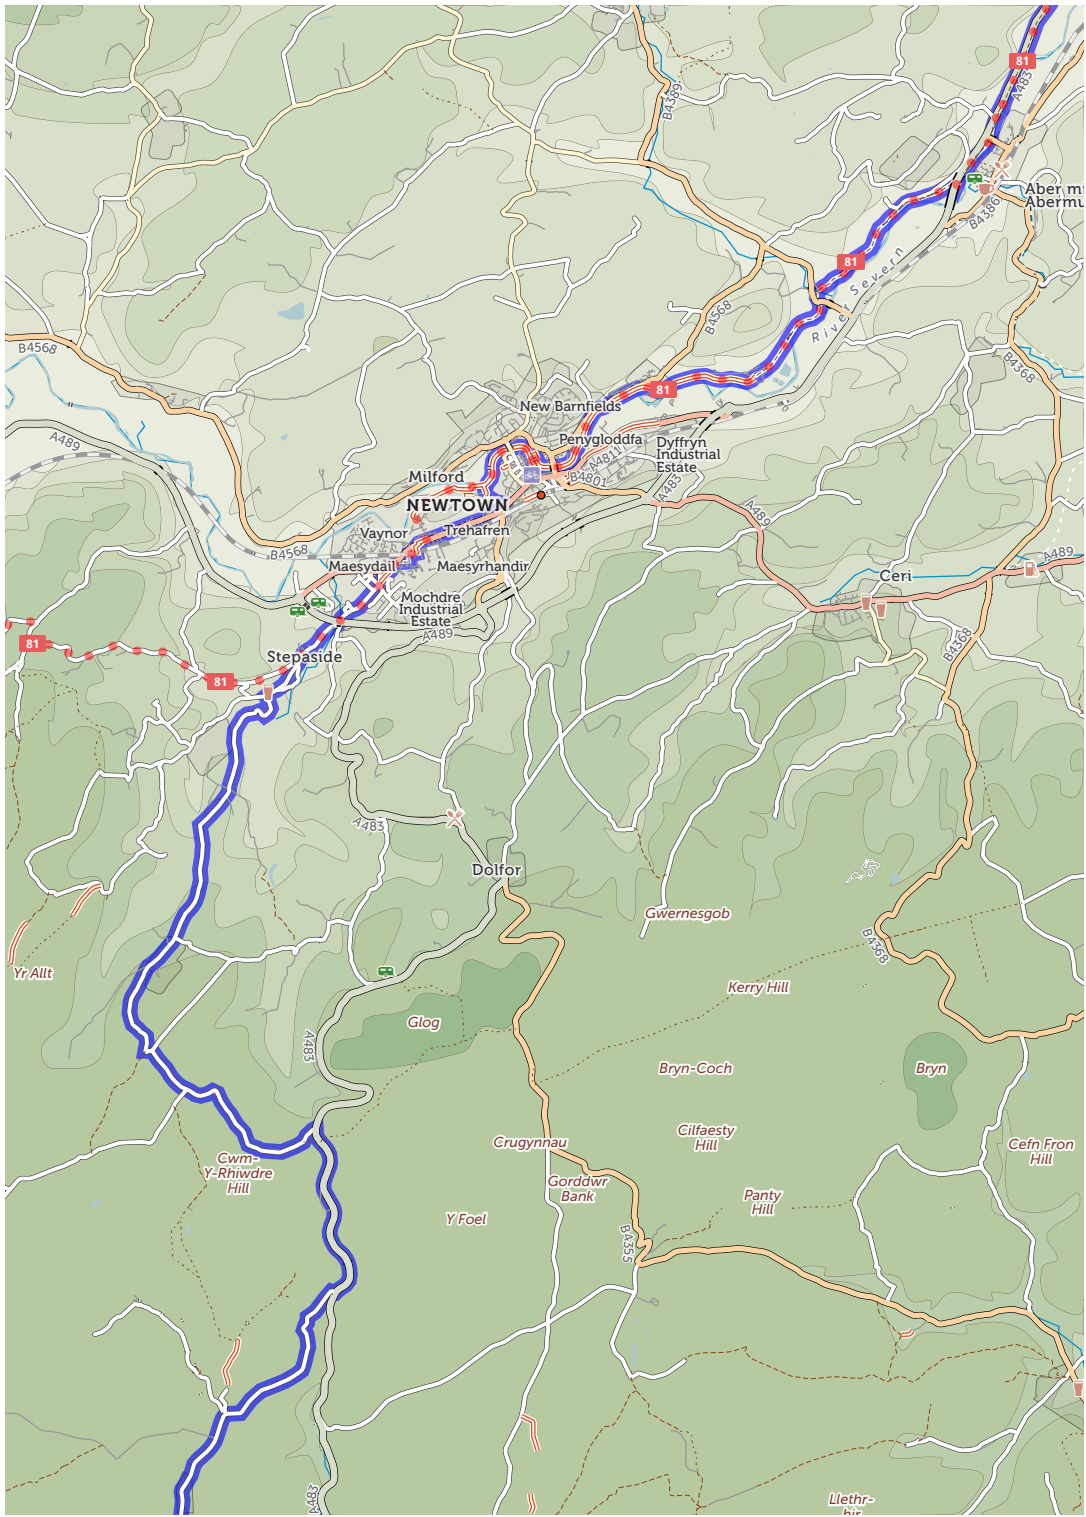 81
A483
B4389
Aber mi
Abermu
B4386
81
River Severn
B4568
B4568
B4368
81
New Barnfields
Penygloddfa
Dyffryn
Industrial
Estate
A489
A4811
B4801
Milford
A483
NEWTOWN
A489
Vaynor
Trehafren
B4568
A489
Maesydail
Maesyrhandir
Ceri
Mochdre
Industrial
Estate
A489
81
B4368
Stepaside
81
A483
Dolfor
Gwernesgob
B4368
Yr Allt
Kerry Hill
Glog
A483
Bryn-Coch
Bryn
Crugynnau
Cilfaesty
Hill
Cefn Fron
Hill
Cwm-
Y-Rhiwdre
Hill
Gorddwr
Bank
Panty
Hill
Y Foel
B4355
A483
Llethr-
hir